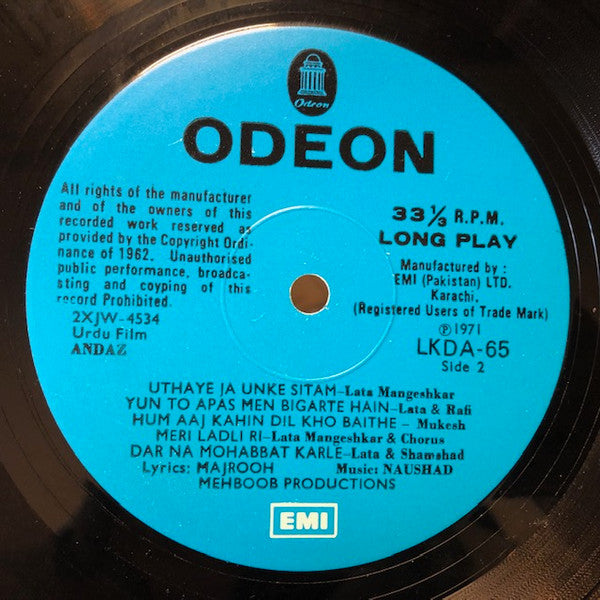 Odeon
ODEON
All rights of the manufacturer
and of the owners of this
recorded work reserved as
provided by the Copyright Ordi-
nance of 1962. Unauthorised
public performance, broadca-
sting and coyping of this
record Prohibited.
2XJW-4534
Urdu Film
ANDAZ
33⅓ R.P.M.
LONG PLAY
Manufactured by :
EMI (Pakistan) LTD.
Karachi.
(Registered Users of Trade Mark)
℗ 1971
LKDA-65
Side 2
UTHAYE JA UNKE SITAM–Lata Mangeshkar
YUN TO APAS MEN BIGARTE HAIN–Lata & Rafi
HUM AAJ KAHIN DIL KHO BAITHE – Mukesh
MERI LADLI RI–Lata Mangeshkar & Chorus
DAR NA MOHABBAT KARLE–Lata & Shamshad
Lyrics: MAJROOH Music: NAUSHAD
MEHBOOB PRODUCTIONS
EMI